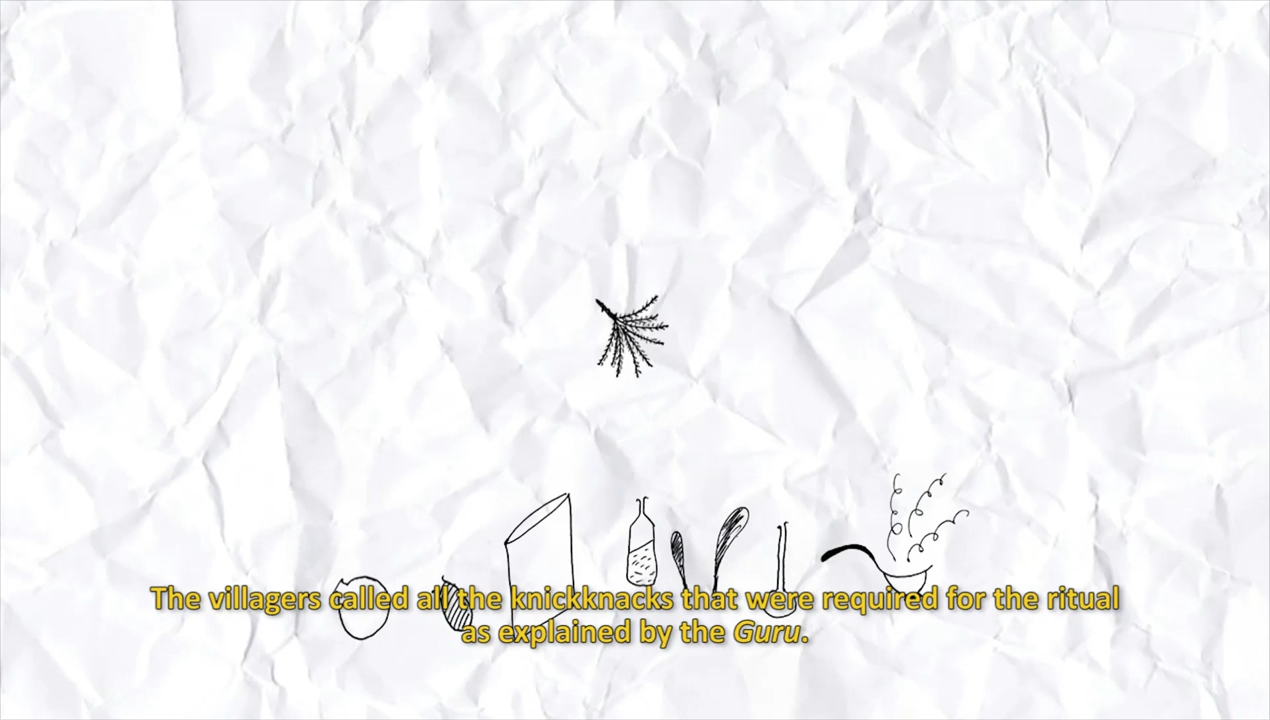 The villagers called all the knickknacks that were required for the ritual
as explained by the Guru.